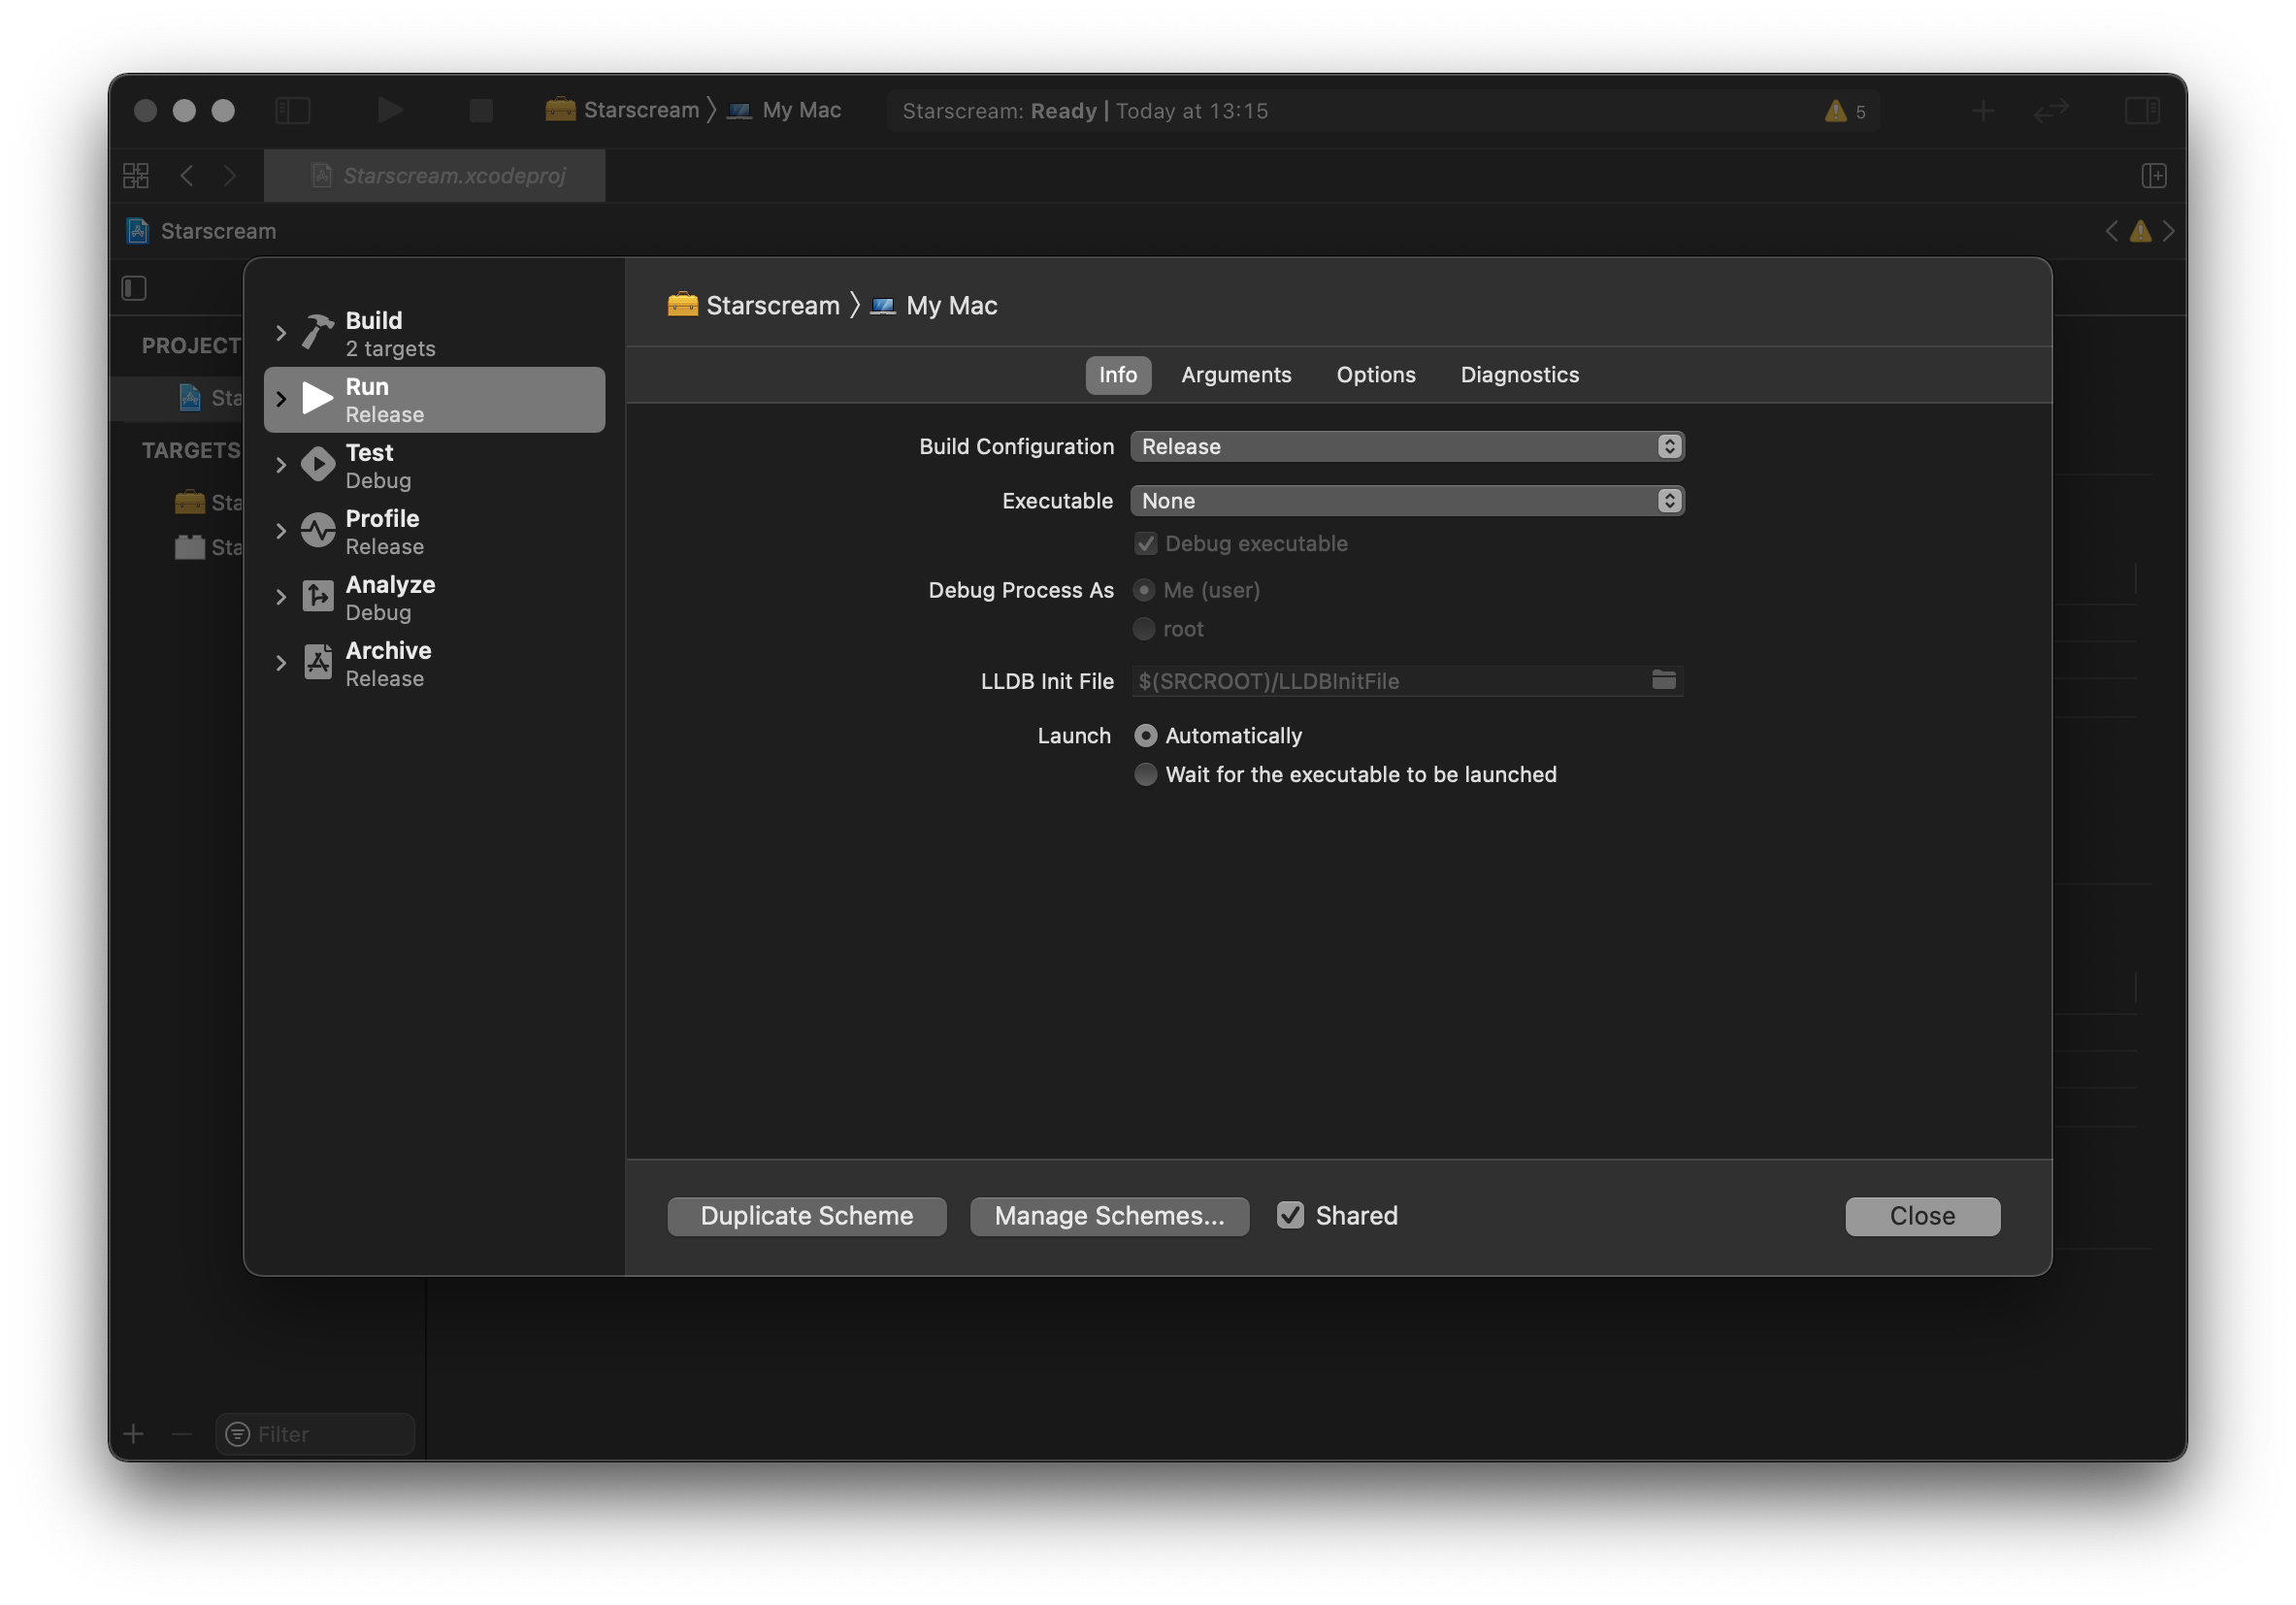 Starscream 〉 My Mac
Starscream: Ready | Today at 13:15
5
Starscream.xcodeproj
Starscream
PROJECT
Sta
TARGETS
Sta
Sta
Build
2 targets
Run
Release
Test
Debug
Profile
Release
Analyze
Debug
Archive
Release
Starscream 〉 My Mac
Info Arguments Options Diagnostics
Build Configuration Release
Executable None
Debug executable
Debug Process As Me (user)
root
LLDB Init File $(SRCROOT)/LLDBInitFile
Launch Automatically
Wait for the executable to be launched
Duplicate Scheme Manage Schemes... Shared Close
Filter